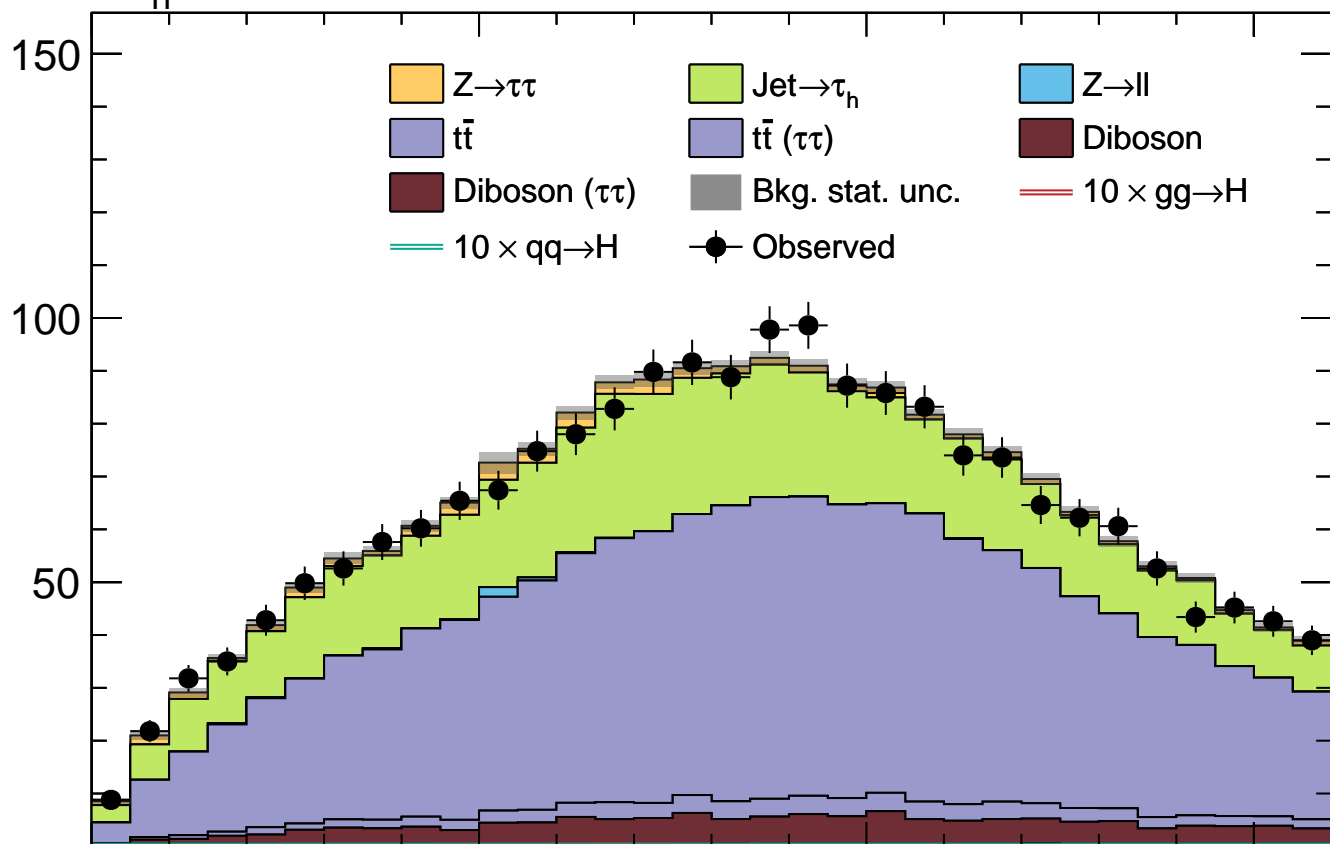 150
Z→ττ Jet→τh Z→ll
tt̄ tt̄ (ττ) Diboson
Diboson (ττ) Bkg. stat. unc. 10 × gg→H
10 × qq→H Observed
100
50